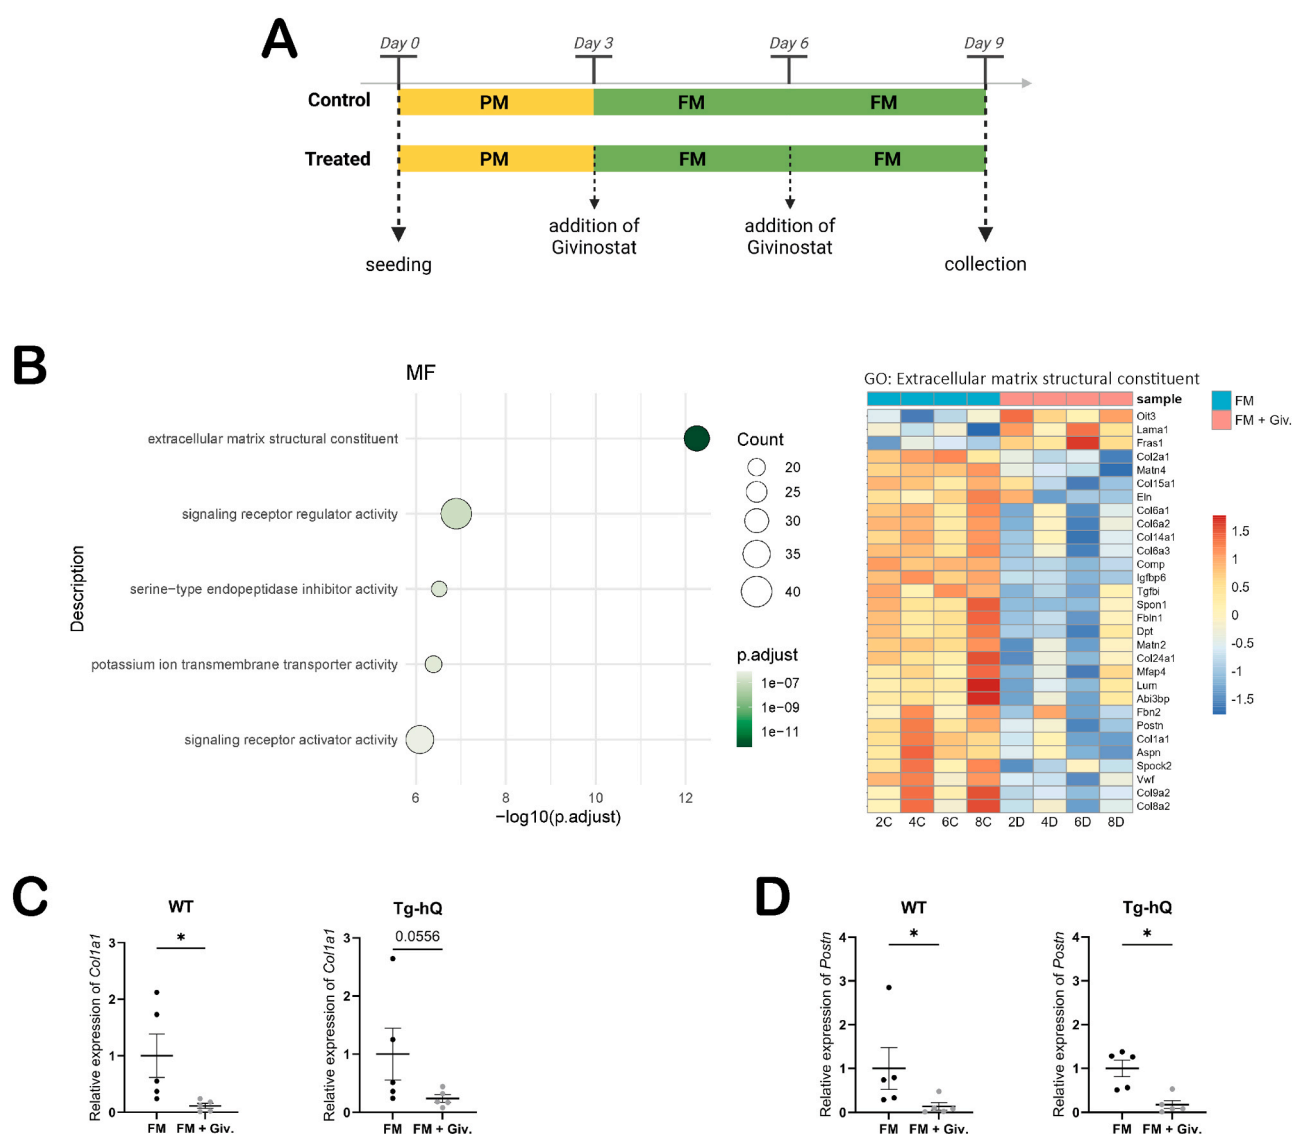 A
Day 0
Day 3
Day 6
Day 9
Control
PM
FM
FM
Treated
PM
FM
FM
addition of
Givinostat
addition of
Givinostat
seeding
collection
B
MF
Description
extracellular matrix structural constituent
signaling receptor regulator activity
serine−type endopeptidase inhibitor activity
potassium ion transmembrane transporter activity
signaling receptor activator activity
6 8 10 12
−log10(p.adjust)
Count
20
25
30
35
40
p.adjust
1e−07
1e−09
1e−11
GO: Extracellular matrix structural constituent
sample
Oit3
Lama1
Fras1
Col2a1
Matn4
Col15a1
Eln
Col6a1
Col6a2
Col14a1
Col6a3
Comp
Igfbp6
Tgfbi
Spon1
Fbln1
Dpt
Matn2
Col24a1
Mfap4
Lum
Abi3bp
Fbn2
Postn
Col1a1
Aspn
Spock2
Vwf
Col9a2
Col8a2
2C 4C 6C 8C 2D 4D 6D 8D
FM
FM + Giv.
1.5
1
0.5
0
-0.5
-1
-1.5
C
WT
Relative expression of Col1a1
3
2
1
0
*
FM FM + Giv.
Tg-hQ
Relative expression of Col1a1
3
2
1
0
0.0556
FM FM + Giv.
D
WT
Relative expression of Postn
4
3
2
1
0
*
FM FM + Giv.
Tg-hQ
Relative expression of Postn
4
3
2
1
0
*
FM FM + Giv.